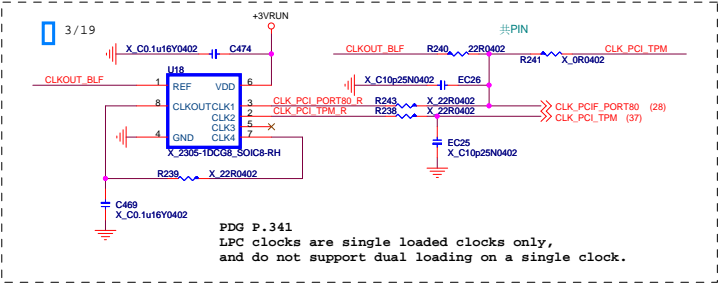 +3VRUN
3/19
共PIN
X_C0.1u16Y0402
C474
CLKOUT_BLF
R240
22R0402
R241
X_0R0402
CLK_PCI_TPM
U18
CLKOUT_BLF
1
REF
VDD
6
X_C10p25N0402
EC26
8
CLKOUT
CLK1
3
CLK_PCI_PORT80_R
R243
X_22R0402
CLK_PCIF_PORT80
(28)
CLK2
2
CLK_PCI_TPM_R
R238
X_22R0402
CLK_PCI_TPM
(37)
CLK3
5
4
GND
CLK4
7
EC25
X_C10p25N0402
X_2305-1DCG8_SOIC8-RH
R239
X_22R0402
C469
X_C0.1u16Y0402
PDG P.341
LPC clocks are single loaded clocks only,
and do not support dual loading on a single clock.